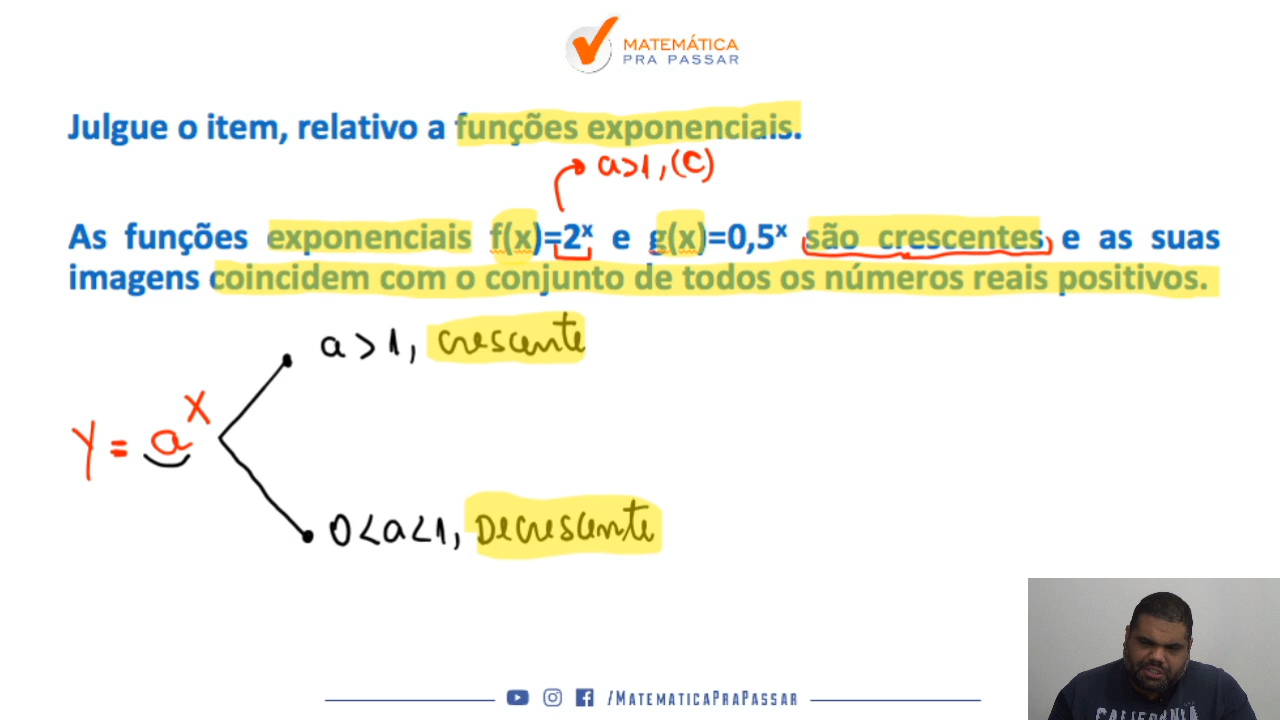 MATEMÁTICA
PRA PASSAR
Julgue o item, relativo a funções exponenciais.
a>1, (C)
As funções exponenciais f(x)=2ˣ e g(x)=0,5ˣ são crescentes e as suas
imagens coincidem com o conjunto de todos os números reais positivos.
a > 1, crescente
Y = aˣ
0<a<1, Decrescente
/MATEMATICAPRAPASSAR
CALIFORNIA